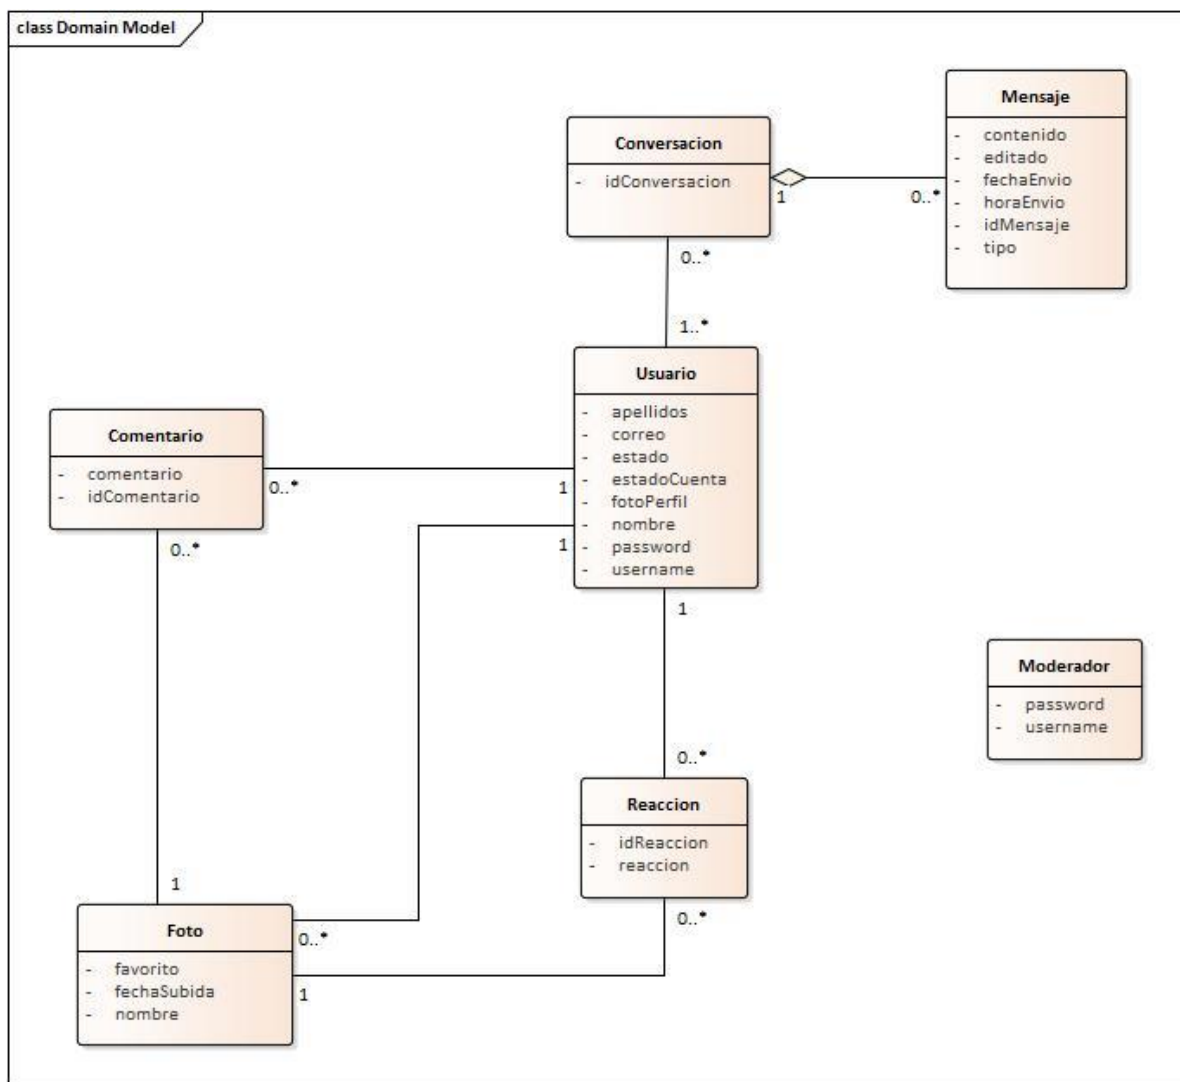 class Domain Model
Mensaje
- contenido
- editado
- fechaEnvio
- horaEnvio
- idMensaje
- tipo
Conversacion
- idConversacion
1
0..*
0..*
1..*
Usuario
- apellidos
- correo
- estado
- estadoCuenta
- fotoPerfil
- nombre
- password
- username
Comentario
- comentario
- idComentario
0..*
1
0..*
1
1
Moderador
- password
- username
0..*
Reaccion
- idReaccion
- reaccion
1
0..*
Foto
- favorito
- fechaSubida
- nombre
0..*
1